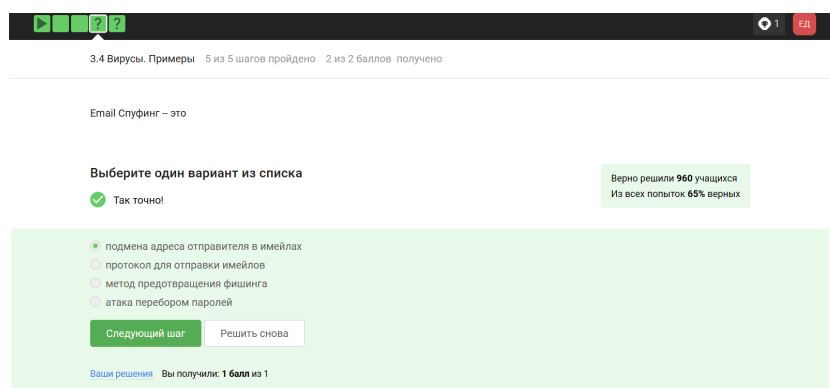 ? ? 1 ЕД
3.4 Вирусы. Примеры 5 из 5 шагов пройдено 2 из 2 баллов получено
Email Спуфинг – это
Выберите один вариант из списка
Верно решили 960 учащихся
Из всех попыток 65% верных
Так точно!
подмена адреса отправителя в имейлах
протокол для отправки имейлов
метод предотвращения фишинга
атака перебором паролей
Следующий шаг Решить снова
Ваши решения Вы получили: 1 балл из 1